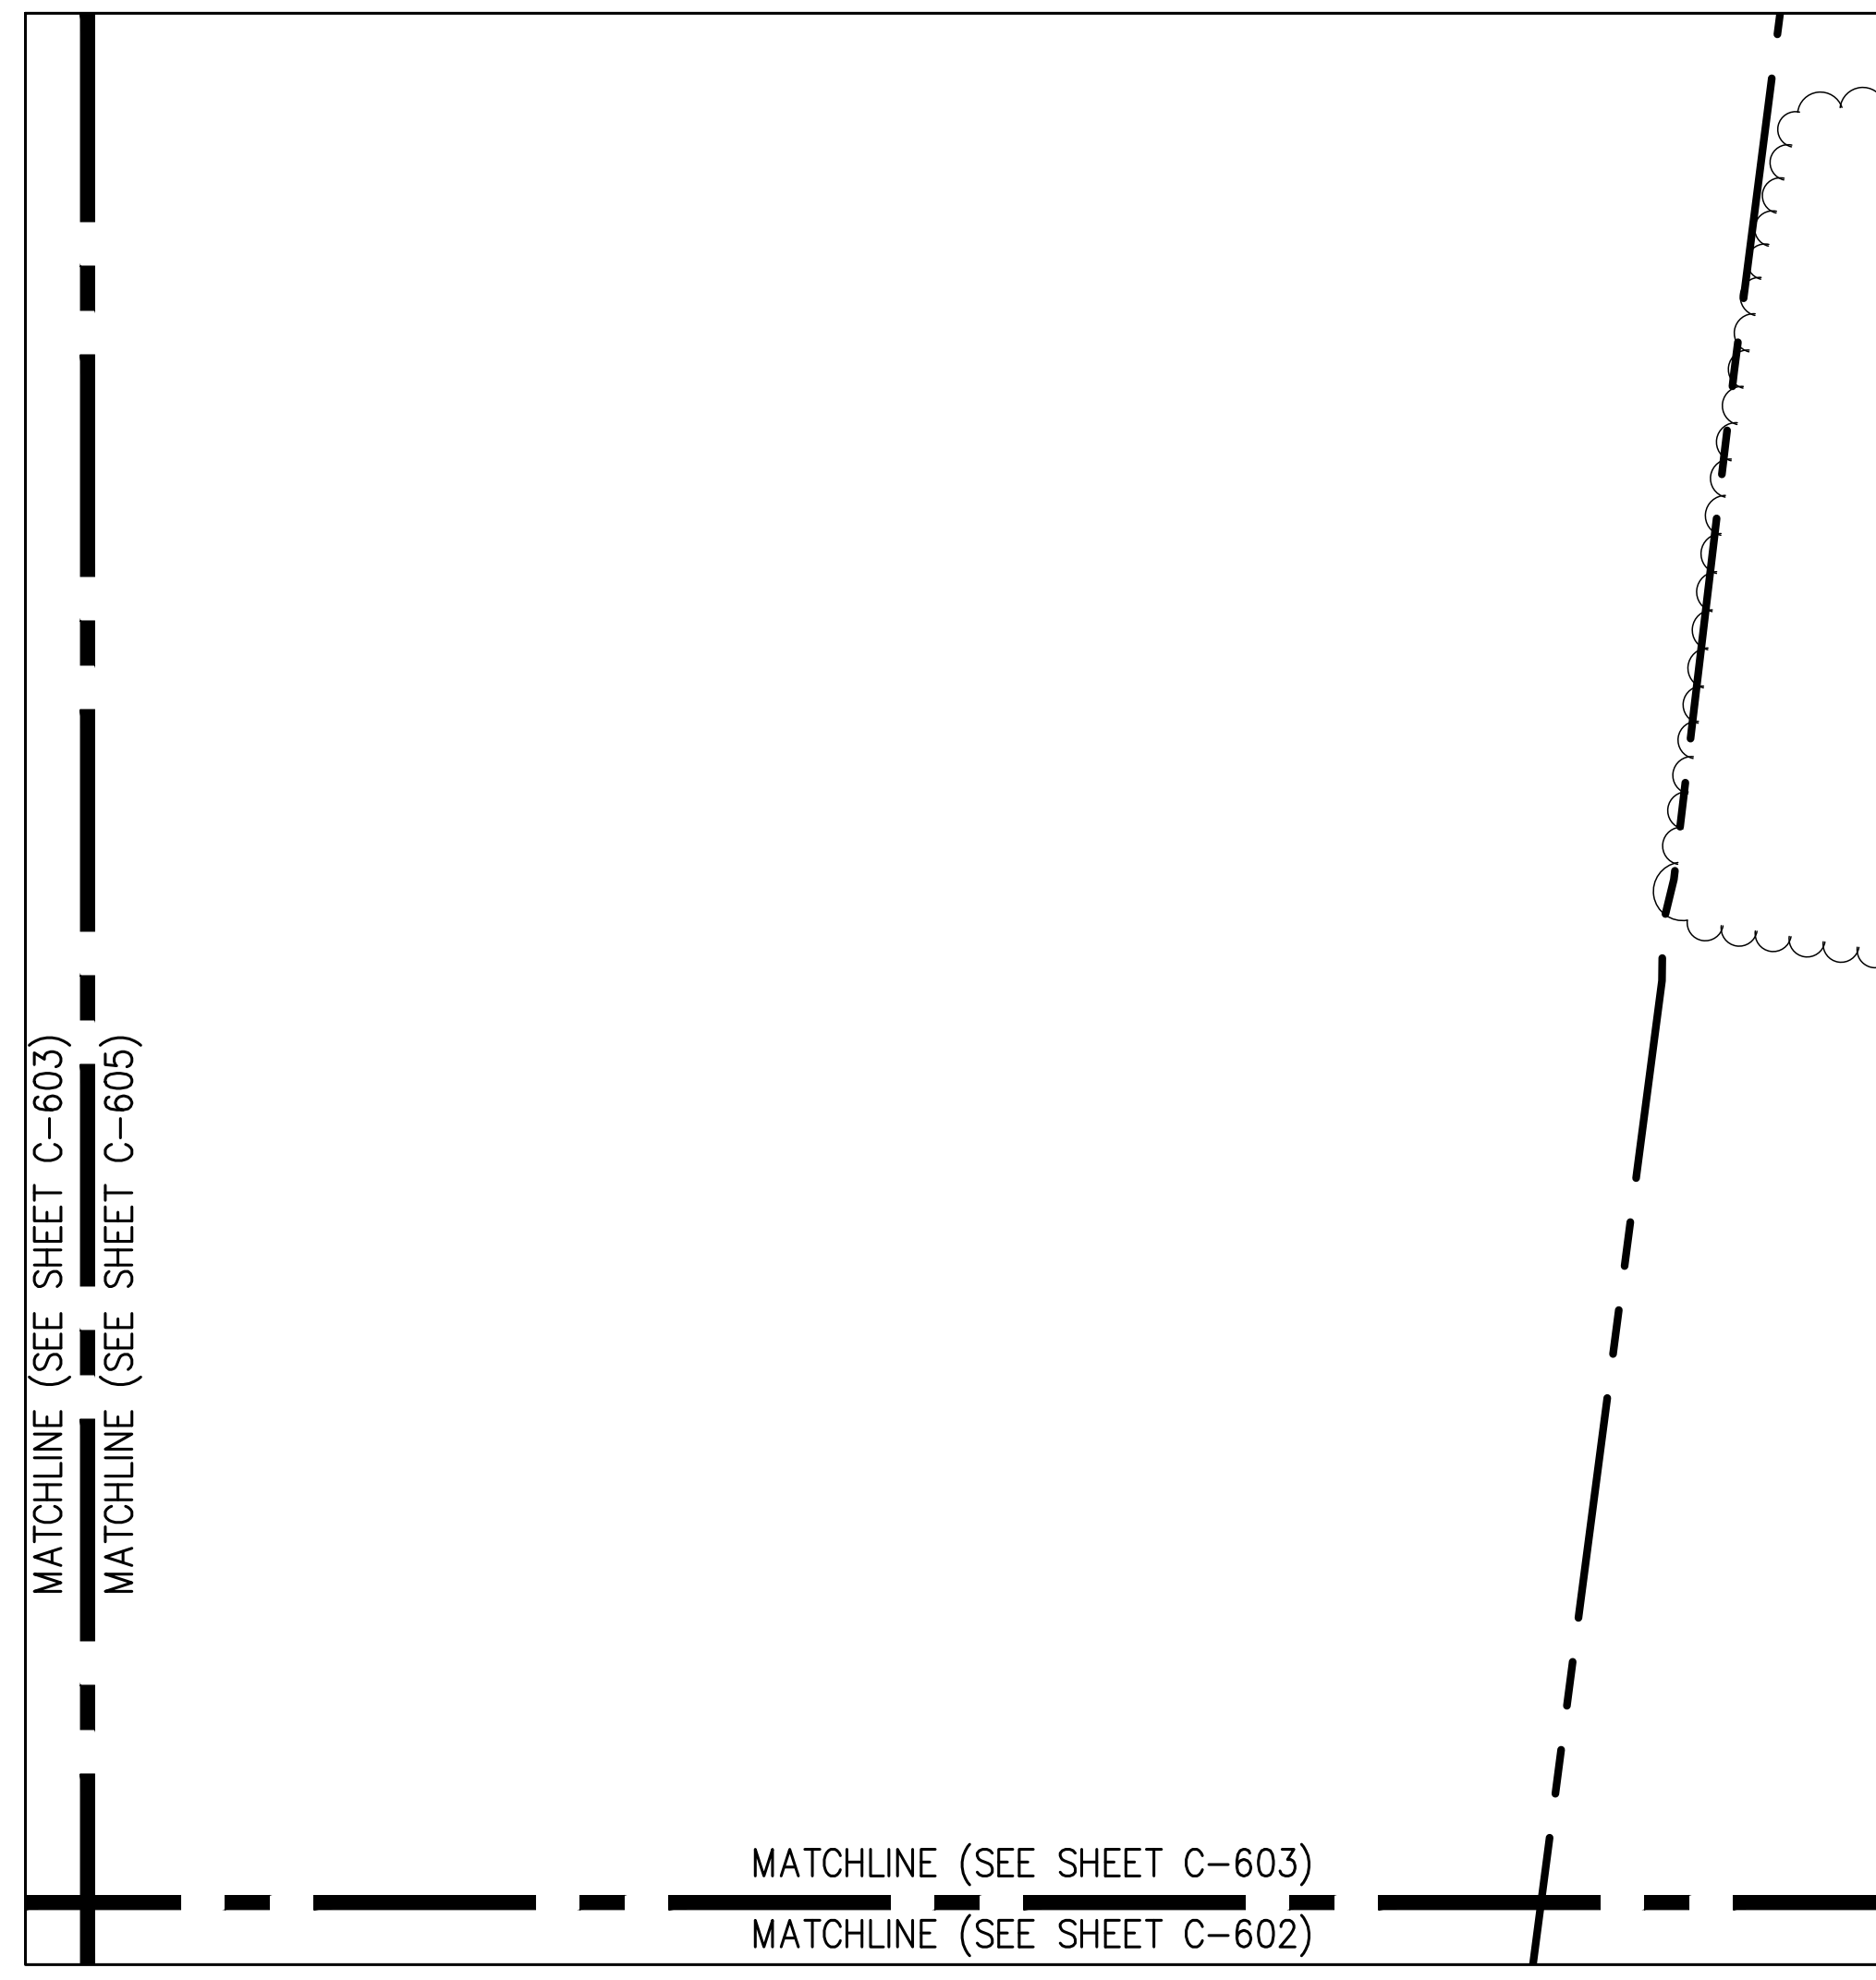 MATCHLINE (SEE SHEET C-603)
MATCHLINE (SEE SHEET C-605)
MATCHLINE (SEE SHEET C-603)
MATCHLINE (SEE SHEET C-602)